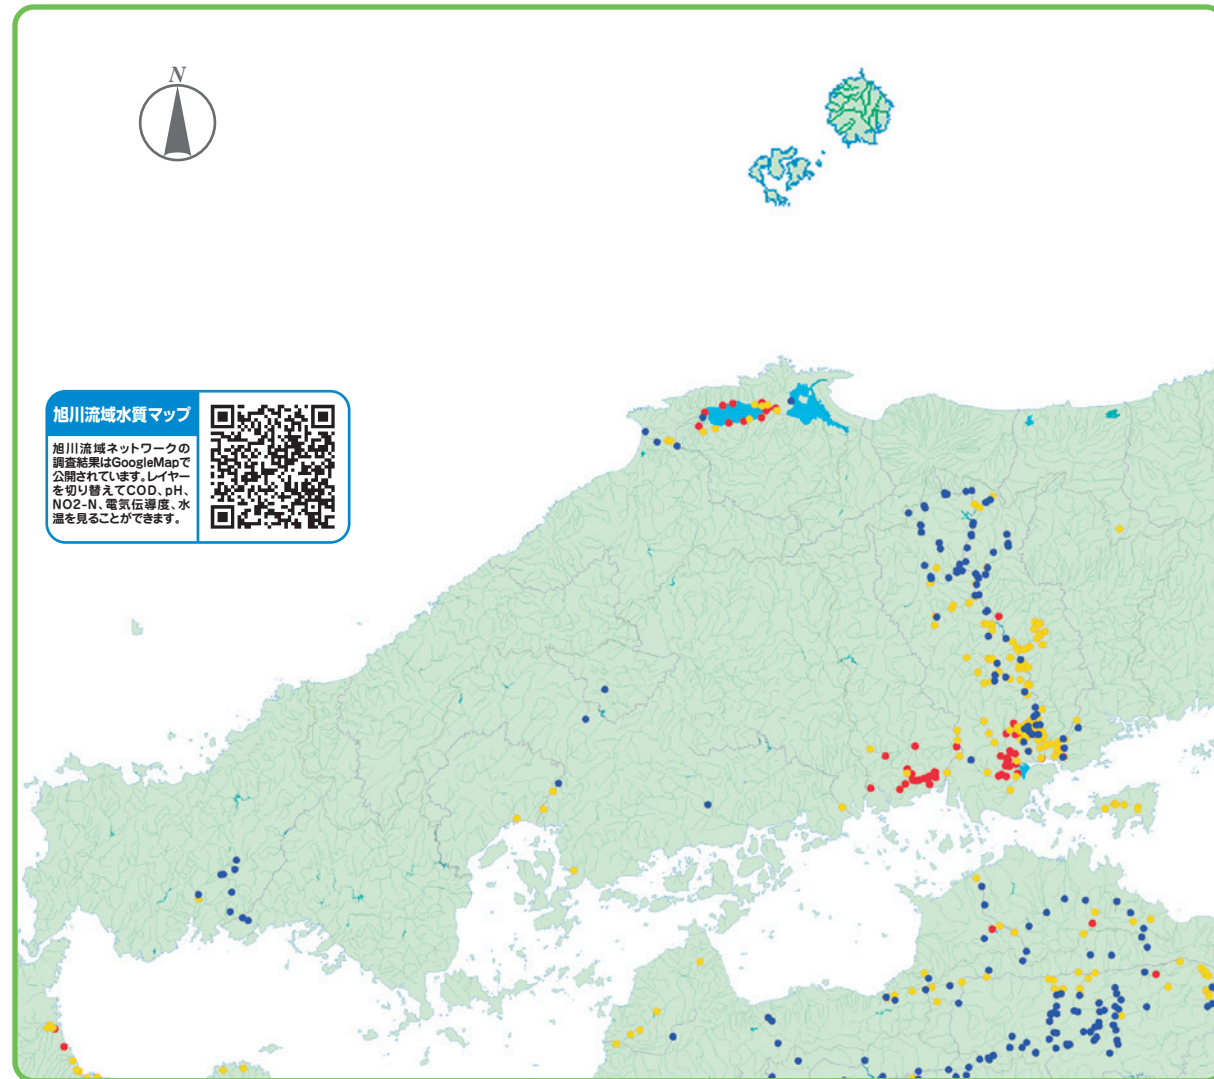 N
旭川流域水質マップ
旭川流域ネットワークの
調査結果はGoogleMapで
公開されています。レイヤー
を切り替えてCOD、pH、
NO2-N、電気伝導度、水
温を見ることができます。